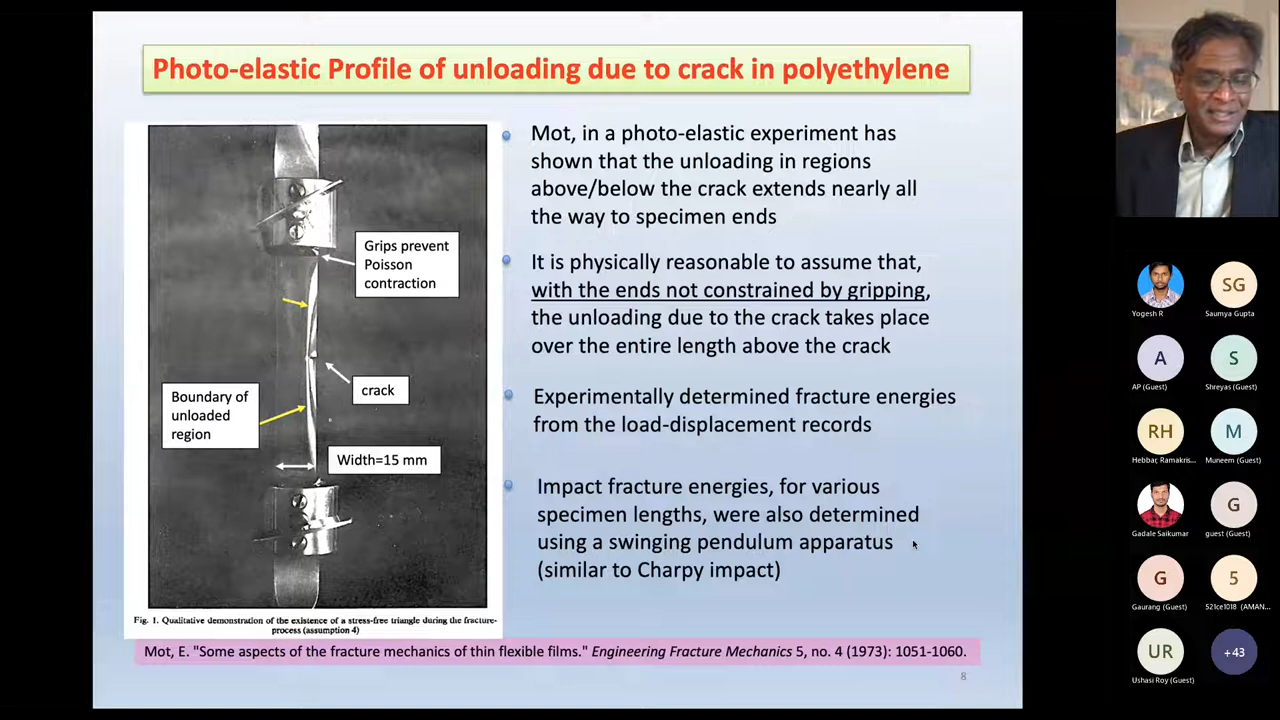 Photo-elastic Profile of unloading due to crack in polyethylene
Grips prevent
Poisson
contraction
crack
Boundary of
unloaded
region
Width=15 mm
Fig. 1. Qualitative demonstration of the existence of a stress-free triangle during the fracture-
process (assumption 4)
Mot, in a photo-elastic experiment has
shown that the unloading in regions
above/below the crack extends nearly all
the way to specimen ends
It is physically reasonable to assume that,
with the ends not constrained by gripping,
the unloading due to the crack takes place
over the entire length above the crack
Experimentally determined fracture energies
from the load-displacement records
Impact fracture energies, for various
specimen lengths, were also determined
using a swinging pendulum apparatus
(similar to Charpy impact)
Mot, E. "Some aspects of the fracture mechanics of thin flexible films." Engineering Fracture Mechanics 5, no. 4 (1973): 1051-1060.
8
Yogesh R
SG
Saumya Gupta
A
AP (Guest)
S
Shreyas (Guest)
RH
Hebbar, Ramakris...
M
Muneem (Guest)
Gadale Saikumar
G
guest (Guest)
G
Gaurang (Guest)
5
521ce1018 (AMAN...
UR
Ushasi Roy (Guest)
+43